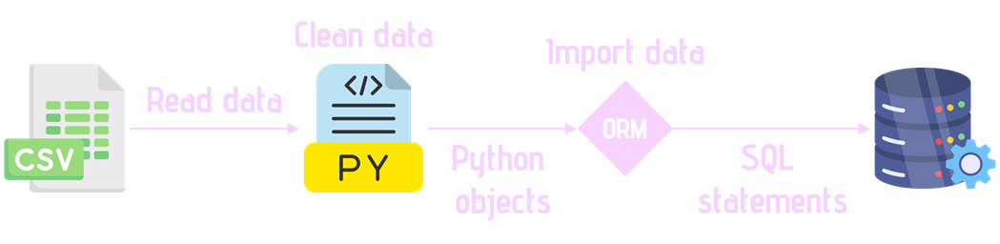 Clean data
Import data
Read data
</>
ORM
CSV
PY
Python
objects
SQL
statements